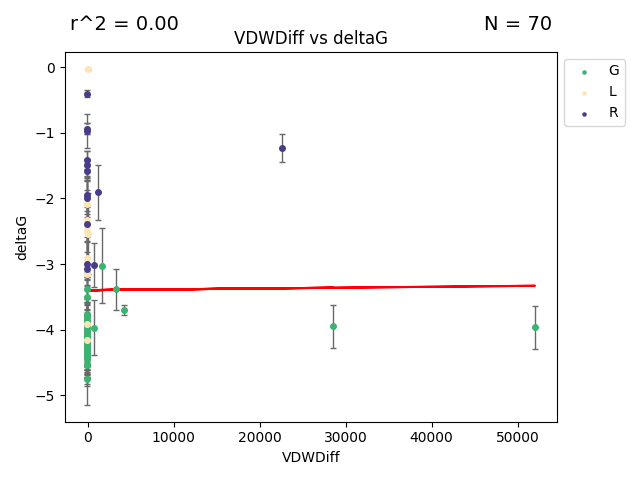 r^2 = 0.00
N = 70
VDWDiff vs deltaG
G
L
R
deltaG
0
−1
−2
−3
−4
−5
0
10000
20000
30000
40000
50000
VDWDiff